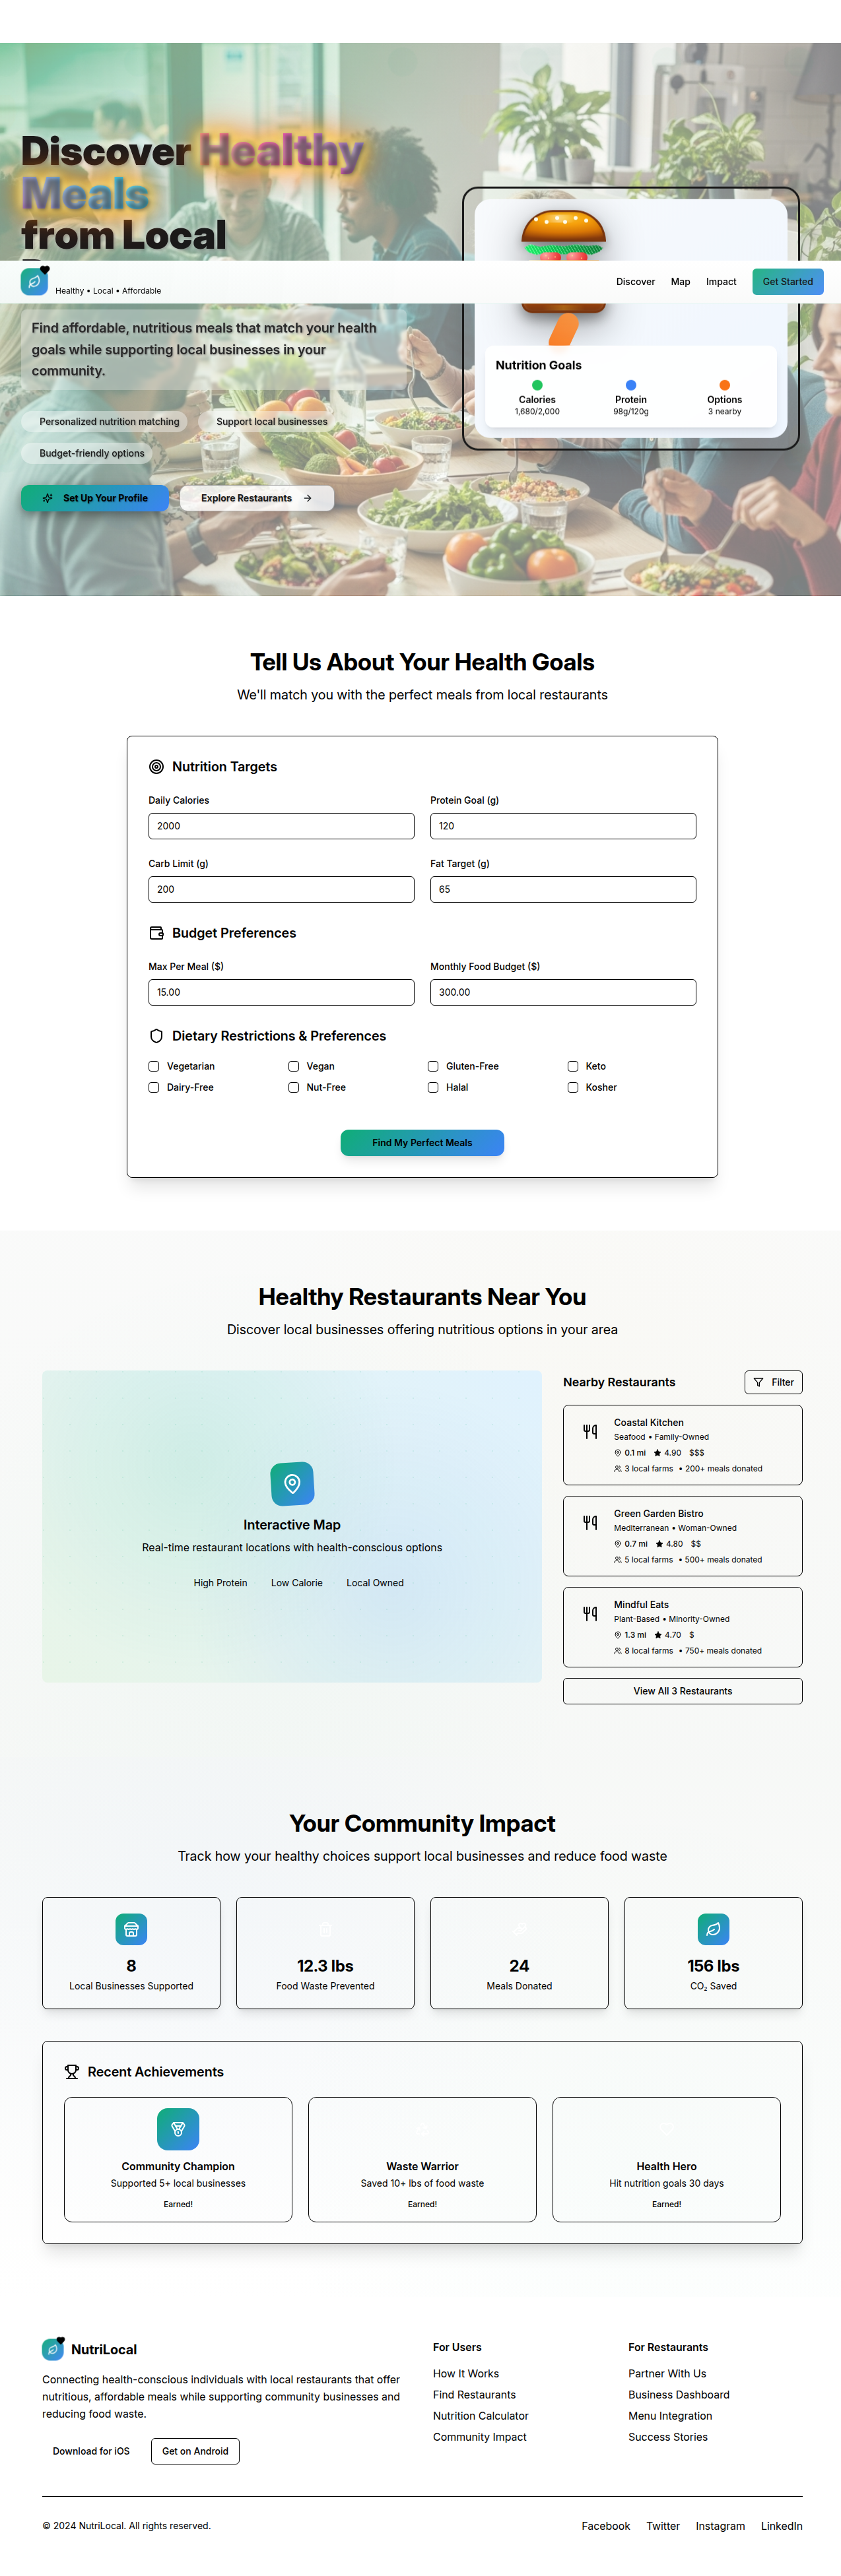 Discover Healthy
Meals
from Local
Healthy • Local • Affordable
Discover
Map
Impact
Get Started
Find affordable, nutritious meals that match your health
goals while supporting local businesses in your
community.
Personalized nutrition matching
Support local businesses
Budget-friendly options
Set Up Your Profile
Explore Restaurants
Nutrition Goals
Calories
1,680/2,000
Protein
98g/120g
Options
3 nearby
Tell Us About Your Health Goals
We'll match you with the perfect meals from local restaurants
Nutrition Targets
Daily Calories
2000
Protein Goal (g)
120
Carb Limit (g)
200
Fat Target (g)
65
Budget Preferences
Max Per Meal ($)
15.00
Monthly Food Budget ($)
300.00
Dietary Restrictions & Preferences
Vegetarian
Vegan
Gluten-Free
Keto
Dairy-Free
Nut-Free
Halal
Kosher
Find My Perfect Meals
Healthy Restaurants Near You
Discover local businesses offering nutritious options in your area
Interactive Map
Real-time restaurant locations with health-conscious options
High Protein
Low Calorie
Local Owned
Nearby Restaurants
Filter
Coastal Kitchen
Seafood • Family-Owned
0.1 mi 4.90 $$$
3 local farms • 200+ meals donated
Green Garden Bistro
Mediterranean • Woman-Owned
0.7 mi 4.80 $$
5 local farms • 500+ meals donated
Mindful Eats
Plant-Based • Minority-Owned
1.3 mi 4.70 $
8 local farms • 750+ meals donated
View All 3 Restaurants
Your Community Impact
Track how your healthy choices support local businesses and reduce food waste
8
Local Businesses Supported
12.3 lbs
Food Waste Prevented
24
Meals Donated
156 lbs
CO₂ Saved
Recent Achievements
Community Champion
Supported 5+ local businesses
Earned!
Waste Warrior
Saved 10+ lbs of food waste
Earned!
Health Hero
Hit nutrition goals 30 days
Earned!
NutriLocal
Connecting health-conscious individuals with local restaurants that offer
nutritious, affordable meals while supporting community businesses and
reducing food waste.
Download for iOS
Get on Android
For Users
How It Works
Find Restaurants
Nutrition Calculator
Community Impact
For Restaurants
Partner With Us
Business Dashboard
Menu Integration
Success Stories
© 2024 NutriLocal. All rights reserved.
Facebook
Twitter
Instagram
LinkedIn